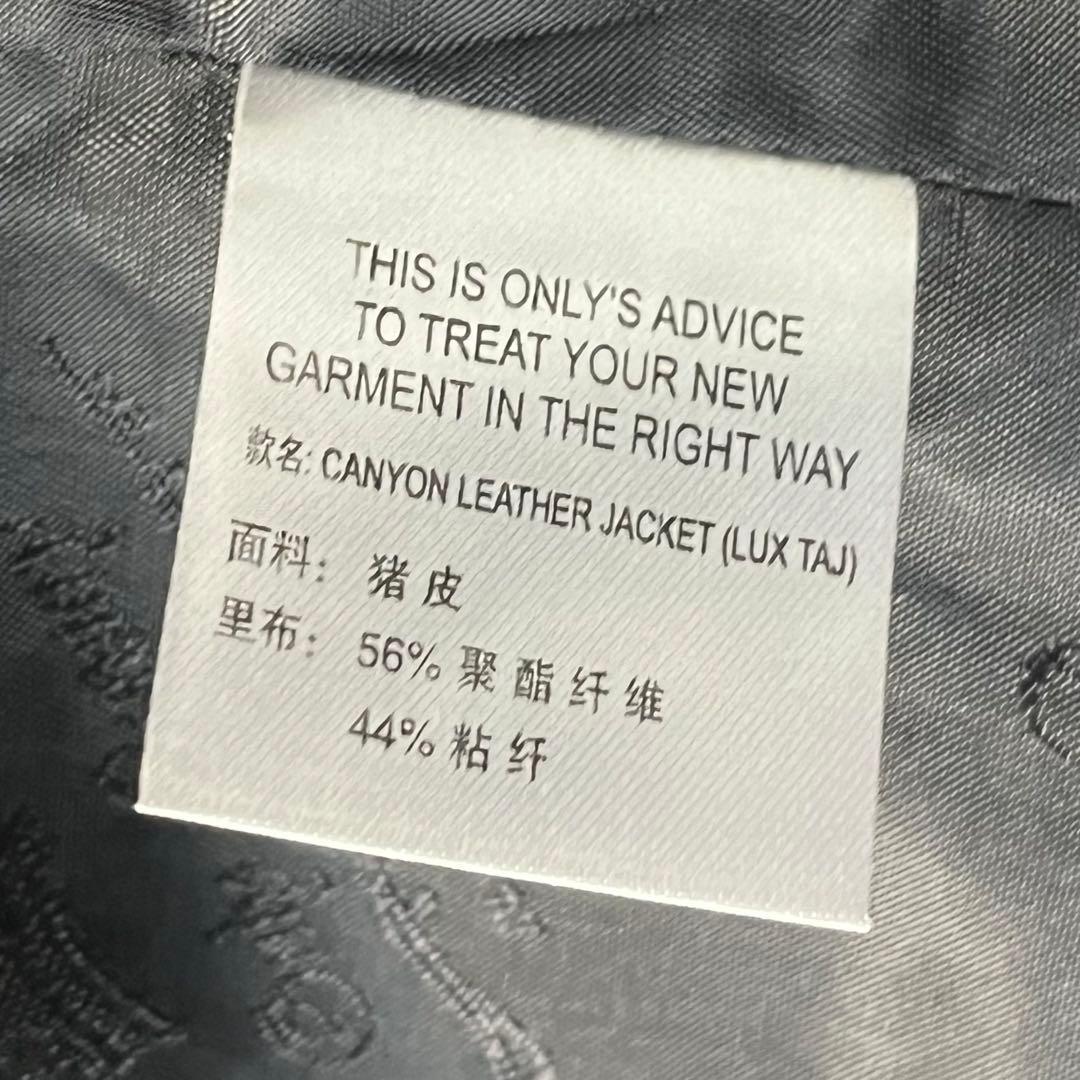 THIS IS ONLY'S ADVICE
TO TREAT YOUR NEW
GARMENT IN THE RIGHT WAY
款名: CANYON LEATHER JACKET (LUX TAJ)
面料: 猪皮
里布: 56% 聚酯纤维
44% 粘纤